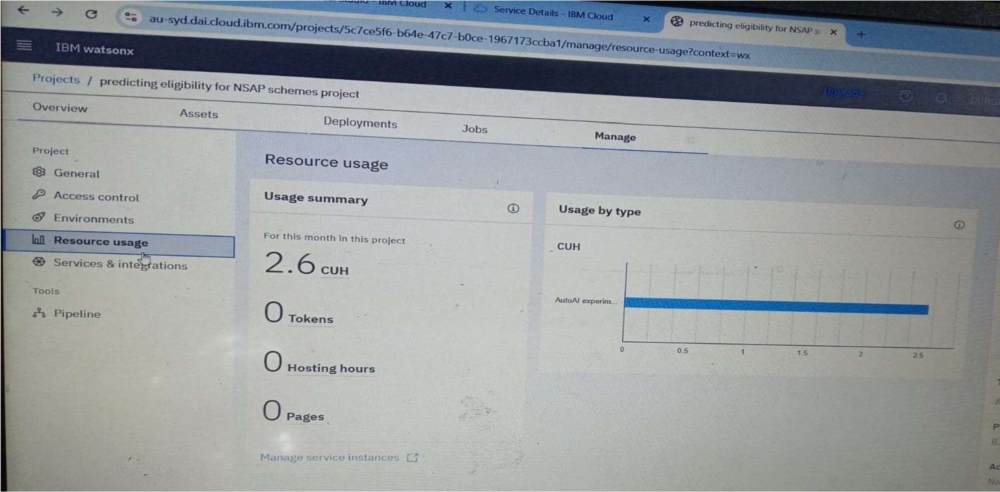 IBM Cloud
Service Details - IBM Cloud
predicting eligibility for NSAP
au-syd.dai.cloud.ibm.com/projects/5c7ce5f6-b64e-47c7-b0ce-1967173ccba1/manage/resource-usage?context=wx
IBM watsonx
Upgrade
Projects / predicting eligibility for NSAP schemes project
Overview
Assets
Deployments
Jobs
Manage
Project
General
Access control
Environments
Resource usage
Services & integrations
Tools
Pipeline
Resource usage
Usage summary
For this month in this project
2.6 CUH
0 Tokens
0 Hosting hours
0 Pages
Manage service instances
Usage by type
CUH
AutoAI experim...
0 0.5 1 1.5 2 2.5